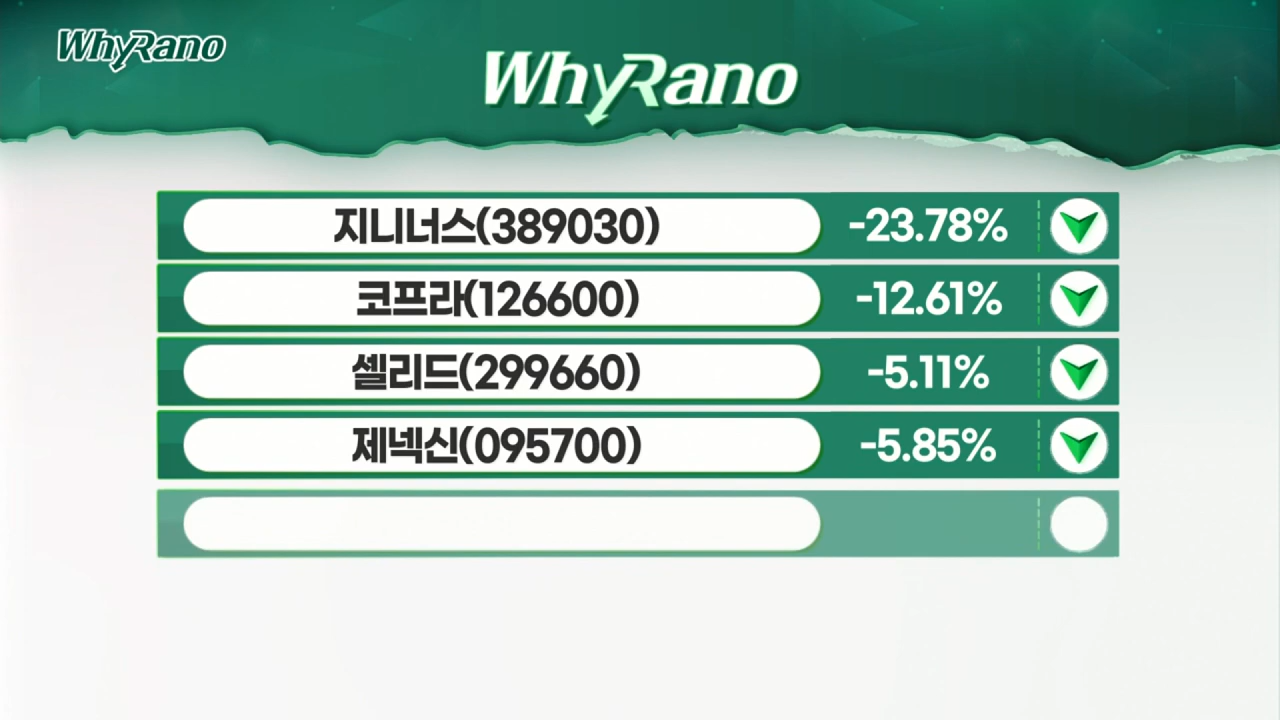 WhyRano
WhyRano
지니너스(389030) -23.78%
코프라(126600) -12.61%
셀리드(299660) -5.11%
제넥신(095700) -5.85%